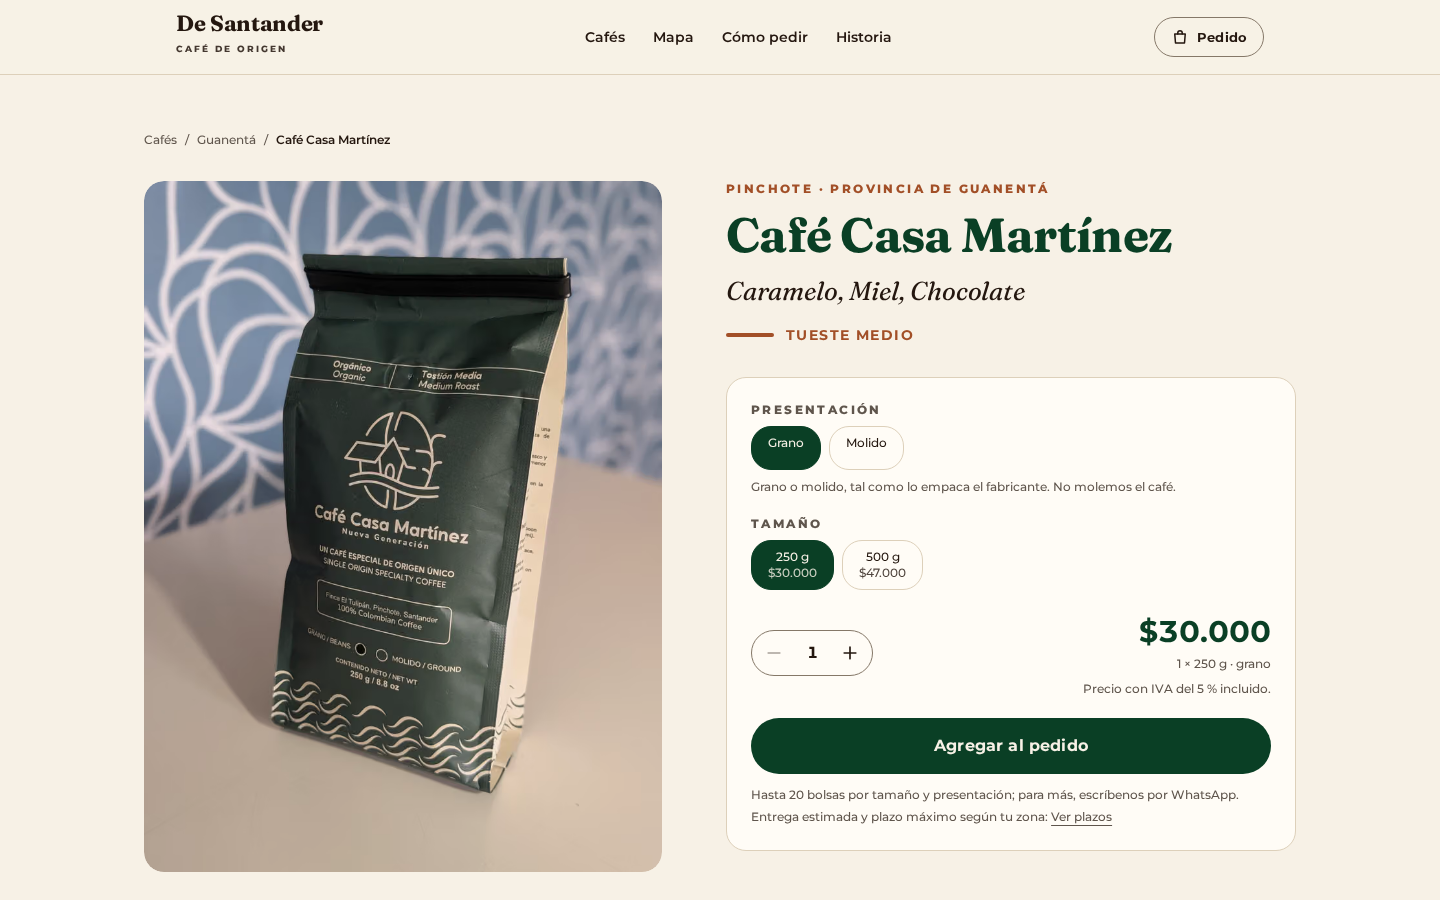 De Santander
CAFÉ DE ORIGEN
Cafés
Mapa
Cómo pedir
Historia
Pedido
Cafés / Guanentá / Café Casa Martínez
Orgánico
Organic
Tostión Media
Medium Roast
Café Casa Martínez
Nueva Generación
UN CAFÉ ESPECIAL DE ORIGEN ÚNICO
SINGLE ORIGIN SPECIALTY COFFEE
Finca El Tulipán, Pinchote, Santander
100% Colombian Coffee
GRANO / BEANS
MOLIDO / GROUND
CONTENIDO NETO / NET WT
250 g / 8.8 oz
PINCHOTE · PROVINCIA DE GUANENTÁ
Café Casa Martínez
Caramelo, Miel, Chocolate
TUESTE MEDIO
PRESENTACIÓN
Grano
Molido
Grano o molido, tal como lo empaca el fabricante. No molemos el café.
TAMAÑO
250 g
$30.000
500 g
$47.000
1
$30.000
1 × 250 g · grano
Precio con IVA del 5 % incluido.
Agregar al pedido
Hasta 20 bolsas por tamaño y presentación; para más, escríbenos por WhatsApp.
Entrega estimada y plazo máximo según tu zona: Ver plazos